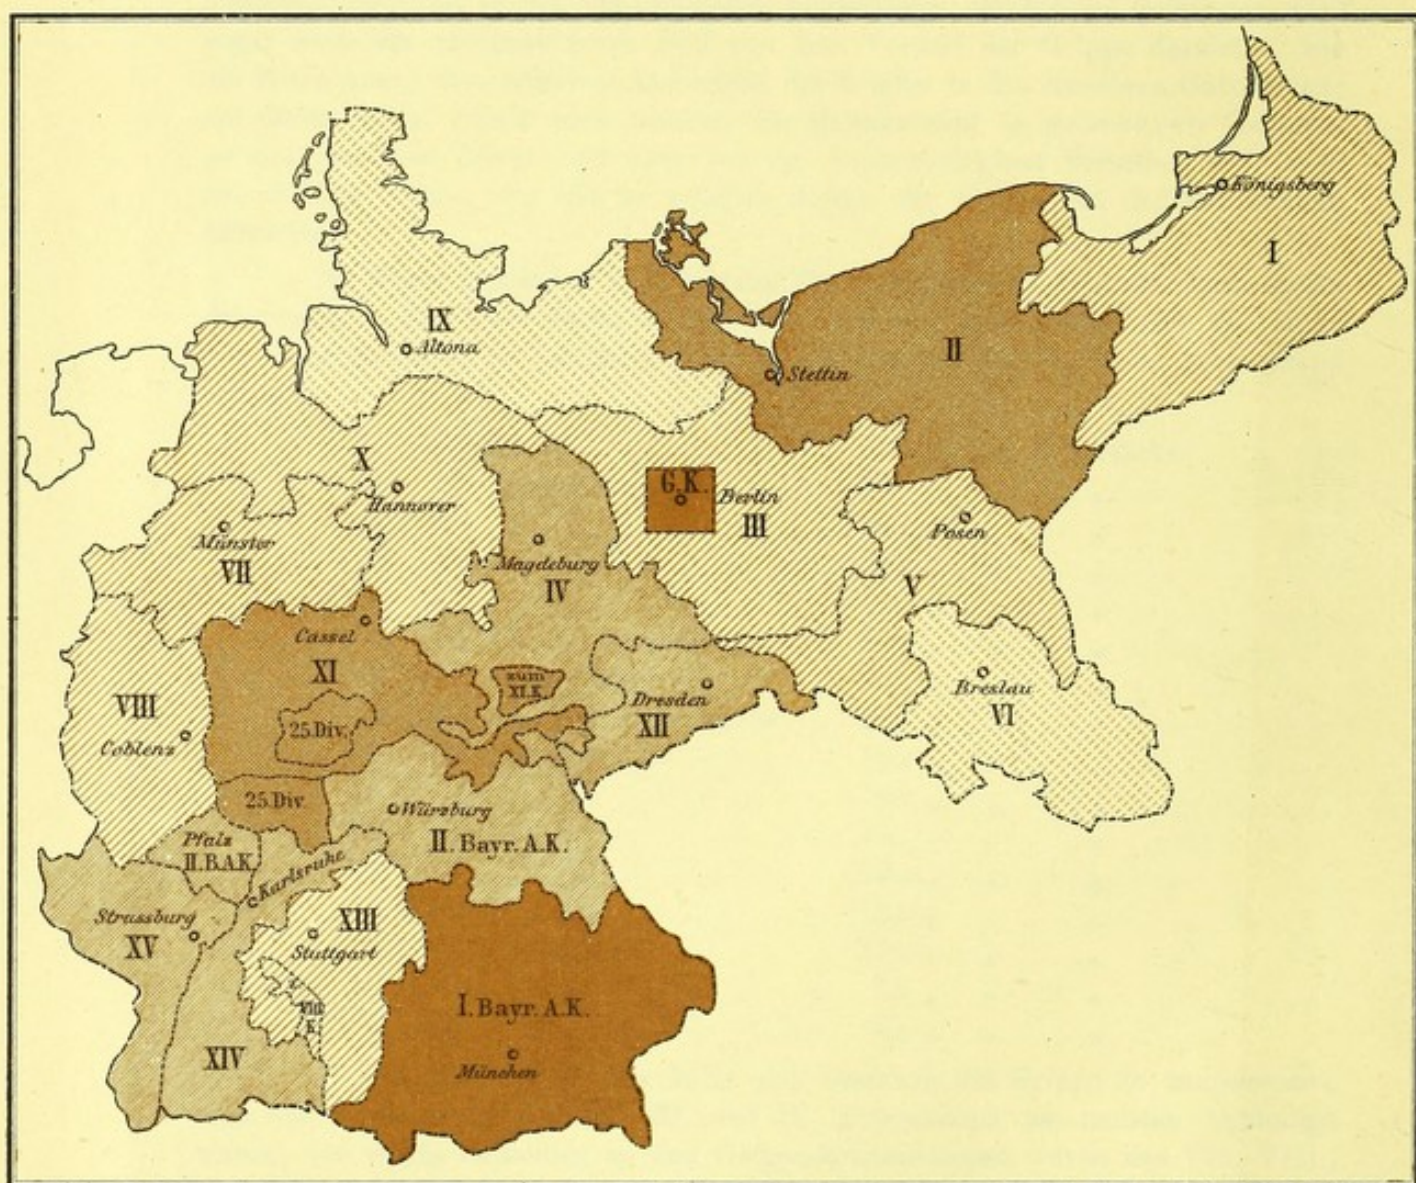 Königsberg
I
IX
Altona
II
Stettin
X
Hannover
G.K.
Berlin
III
Posen
Münster
VII
Magdeburg
IV
V
Cassel
XI
XI.K.
Breslau
VI
VIII
Coblenz
25.Div.
Dresden
XII
25.Div.
Würzburg
II. Bayr. A.K.
Pfalz
II.B.A.K.
Karlsruhe
Strassburg
XV
XIII
Stuttgart
VIII
K.
I. Bayr. A.K.
XIV
München